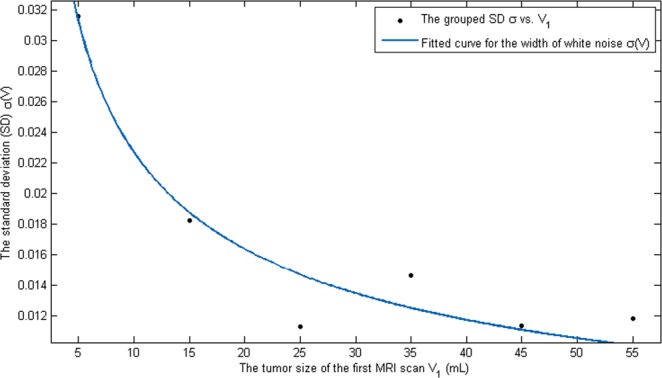 The grouped SD σ vs. V₁
Fitted curve for the width of white noise σ(V)
The standard deviation (SD) σ(V)
0.032
0.03
0.028
0.026
0.024
0.022
0.02
0.018
0.016
0.014
0.012
5 10 15 20 25 30 35 40 45 50 55
The tumor size of the first MRI scan V₁ (mL)